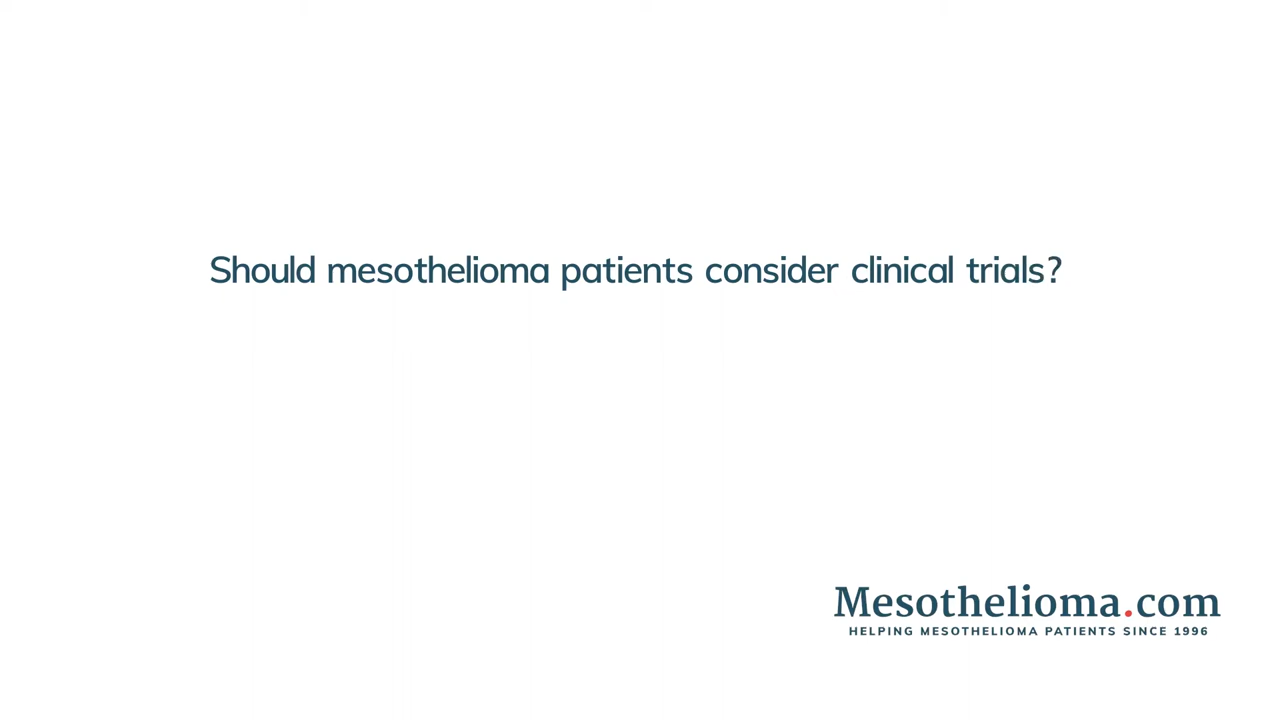 Should mesothelioma patients consider clinical trials?
Mesothelioma.com
HELPING MESOTHELIOMA PATIENTS SINCE 1996